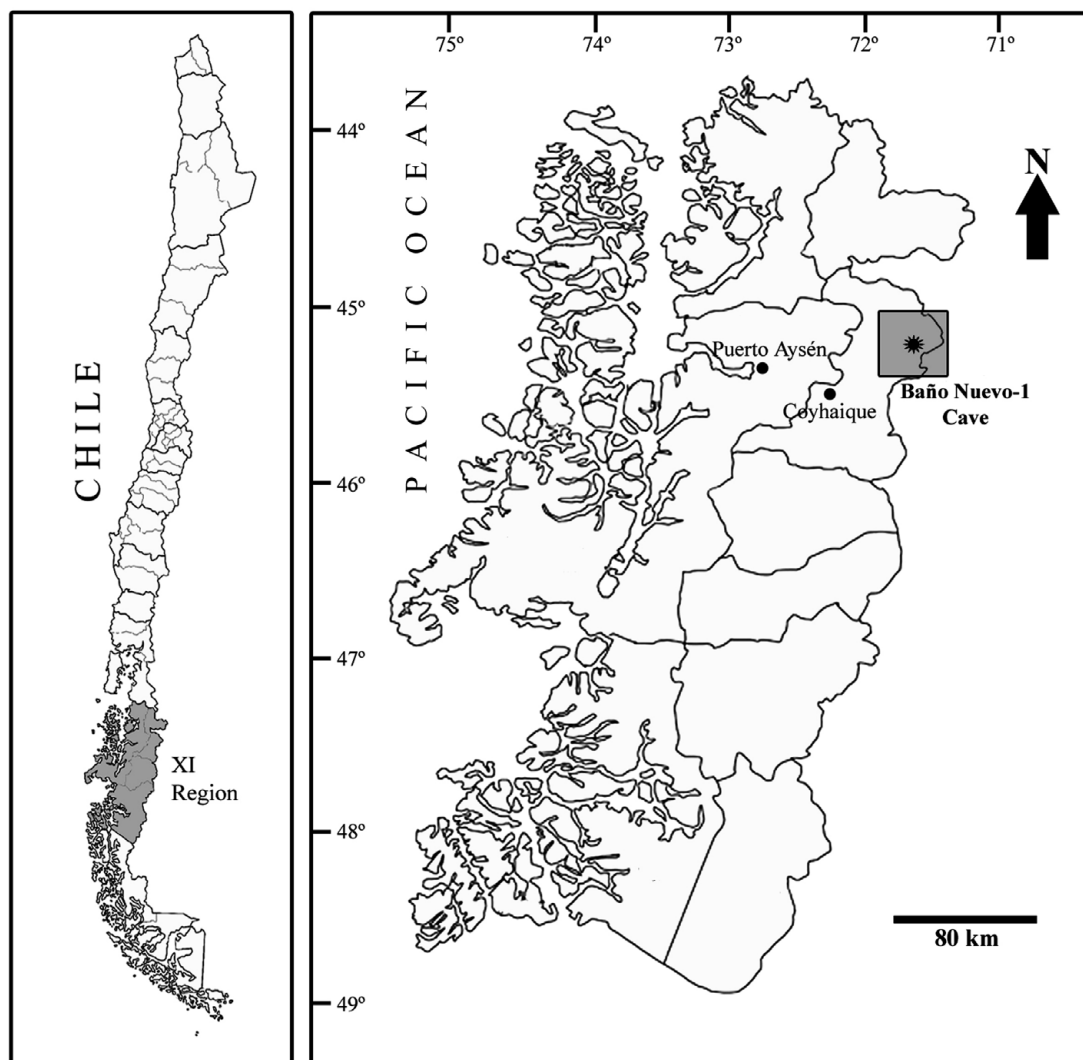 CHILE
XI
Region
75º 74º 73º 72º 71º
44º
45º
46º
47º
48º
49º
PACIFIC OCEAN
N
Puerto Aysén
Coyhaique
Baño Nuevo-1
Cave
80 km